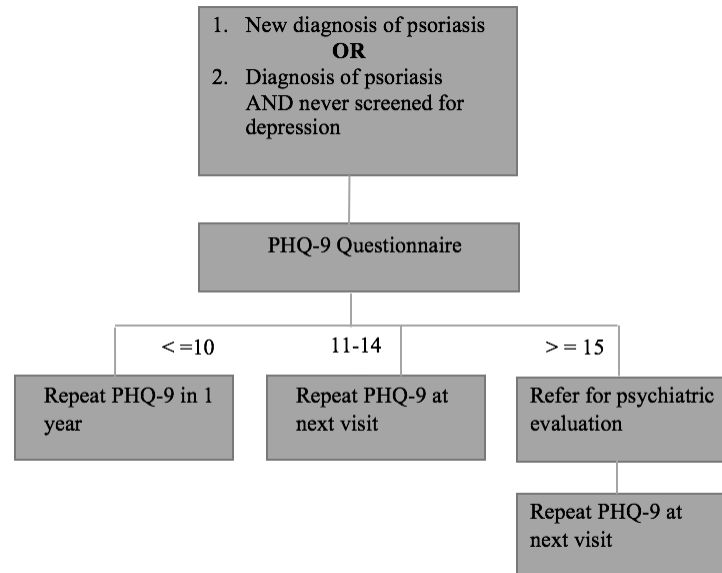 1. New diagnosis of psoriasis
OR
2. Diagnosis of psoriasis
AND never screened for
depression
PHQ-9 Questionnaire
< =10
11-14
> = 15
Repeat PHQ-9 in 1
year
Repeat PHQ-9 at
next visit
Refer for psychiatric
evaluation
Repeat PHQ-9 at
next visit